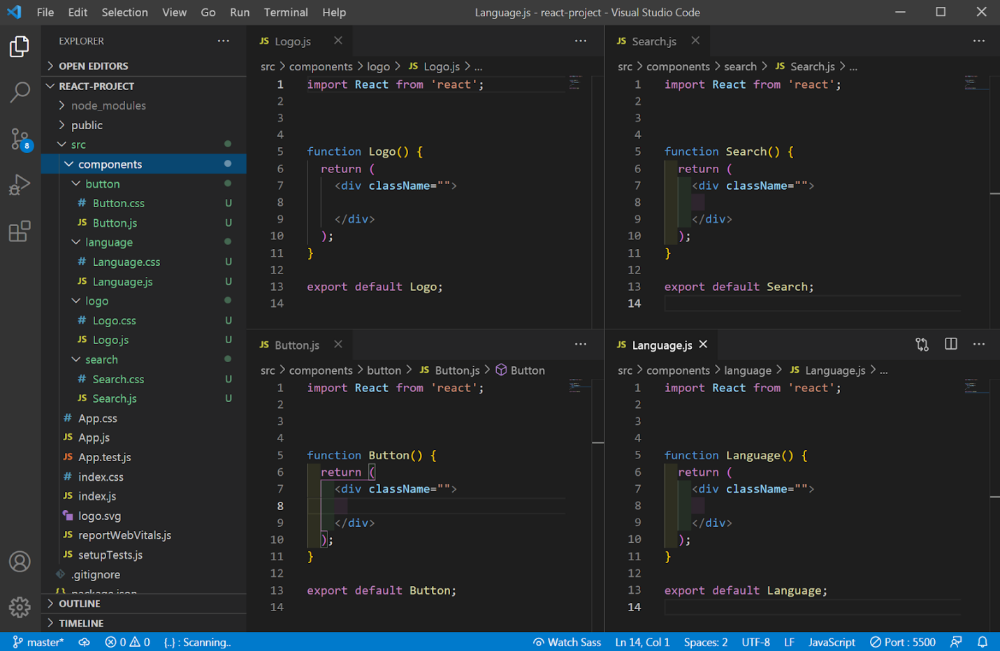 File Edit Selection View Go Run Terminal Help
Language.js - react-project - Visual Studio Code
EXPLORER
OPEN EDITORS
REACT-PROJECT
node_modules
public
src
components
button
# Button.css U
JS Button.js U
language
# Language.css U
JS Language.js U
logo
# Logo.css U
JS Logo.js U
search
# Search.css U
JS Search.js U
# App.css
JS App.js
JS App.test.js
# index.css
JS index.js
logo.svg
JS reportWebVitals.js
JS setupTests.js
.gitignore
{} package.json
OUTLINE
TIMELINE
8
JS Logo.js
src > components > logo > JS Logo.js > ...
1 import React from 'react';
2
3
4
5 function Logo() {
6 return (
7 <div className="">
8
9 </div>
10 );
11 }
12
13 export default Logo;
14
JS Search.js
src > components > search > JS Search.js > ...
1 import React from 'react';
2
3
4
5 function Search() {
6 return (
7 <div className="">
8
9 </div>
10 );
11 }
12
13 export default Search;
14
JS Button.js
src > components > button > JS Button.js > Button
1 import React from 'react';
2
3
4
5 function Button() {
6 return (
7 <div className="">
8
9 </div>
10 );
11 }
12
13 export default Button;
14
JS Language.js
src > components > language > JS Language.js > ...
1 import React from 'react';
2
3
4
5 function Language() {
6 return (
7 <div className="">
8
9 </div>
10 );
11 }
12
13 export default Language;
14
master* 0 0 {..} : Scanning.. Watch Sass Ln 14, Col 1 Spaces: 2 UTF-8 LF JavaScript Port : 5500